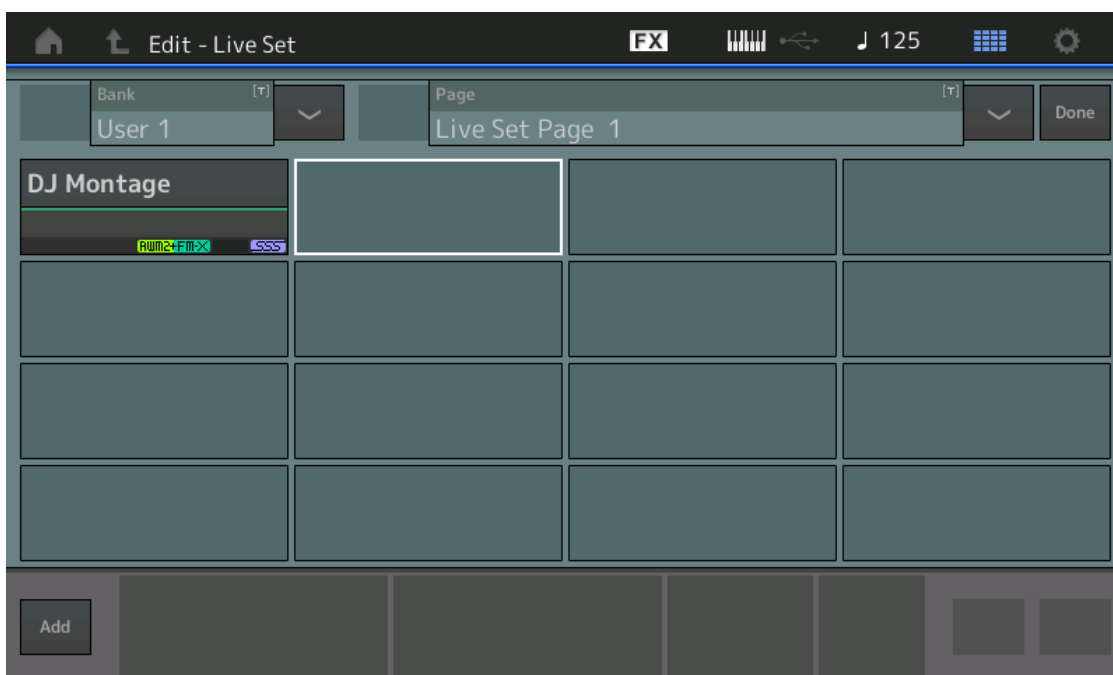 Edit - Live Set
FX
♩ 125
Bank [T]
User 1
Page [T]
Live Set Page 1
Done
DJ Montage
AWM2+FM-X SSS
Add